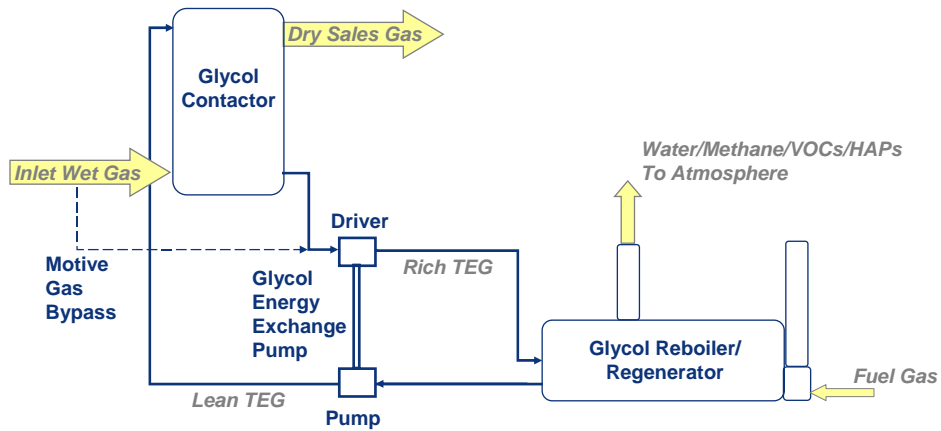 Dry Sales Gas
Glycol
Contactor
Inlet Wet Gas
Water/Methane/VOCs/HAPs
To Atmosphere
Driver
Motive
Gas
Bypass
Glycol
Energy
Exchange
Pump
Rich TEG
Glycol Reboiler/
Regenerator
Fuel Gas
Lean TEG
Pump